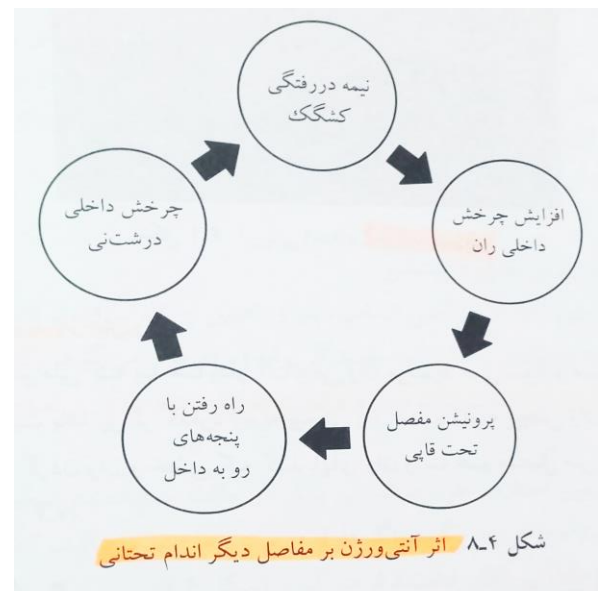 نیمه دررفتگی
کشگک
افزایش چرخش
داخلی ران
پرونیشن مفصل
تحت قاپی
راه رفتن با
پنجه‌های
رو به داخل
چرخش داخلی
درشت‌نی
شکل ۴ـ۸ اثر آنتی‌ورژن بر مفاصل دیگر اندام تحتانی